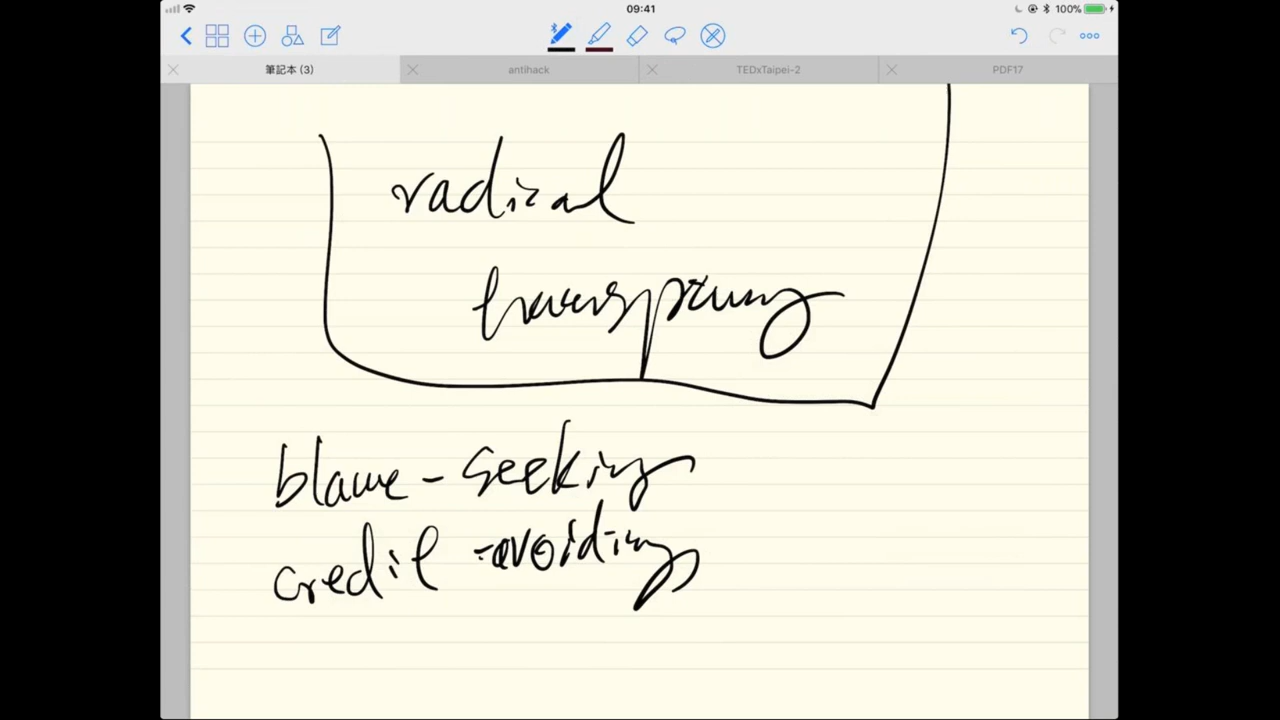 09:41
100%
筆記本 (3)
antihack
TEDxTaipei-2
PDF17
radical
transparency
blame-seeking
credit-avoiding